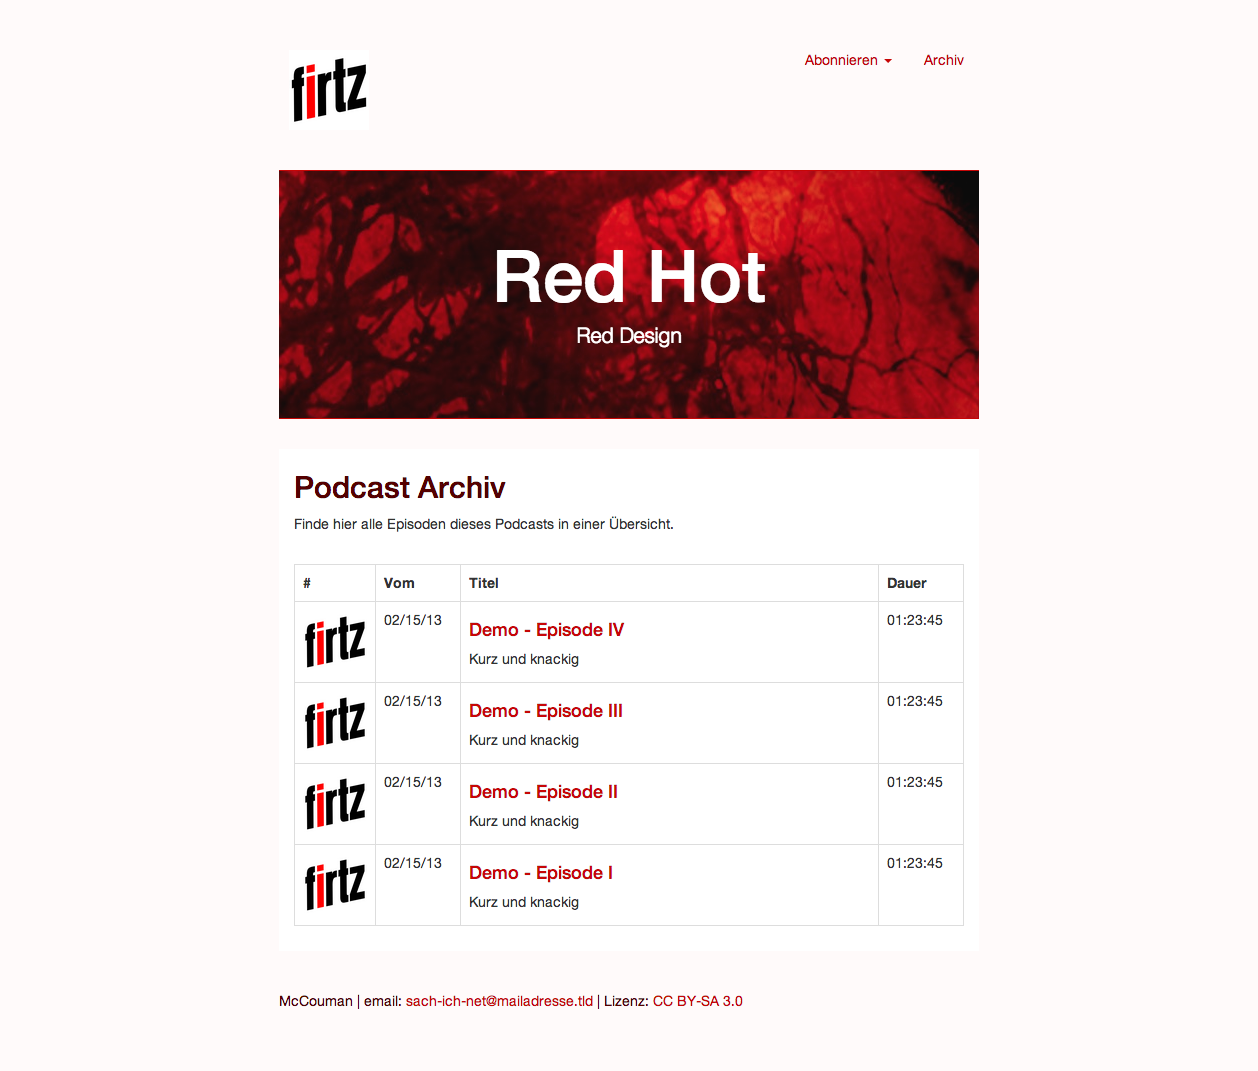 firtz
Abonnieren Archiv
Red Hot
Red Design
Podcast Archiv
Finde hier alle Episoden dieses Podcasts in einer Übersicht.
# Vom Titel Dauer
firtz 02/15/13 Demo - Episode IV 01:23:45
Kurz und knackig
firtz 02/15/13 Demo - Episode III 01:23:45
Kurz und knackig
firtz 02/15/13 Demo - Episode II 01:23:45
Kurz und knackig
firtz 02/15/13 Demo - Episode I 01:23:45
Kurz und knackig
McCouman | email: sach-ich-net@mailadresse.tld | Lizenz: CC BY-SA 3.0